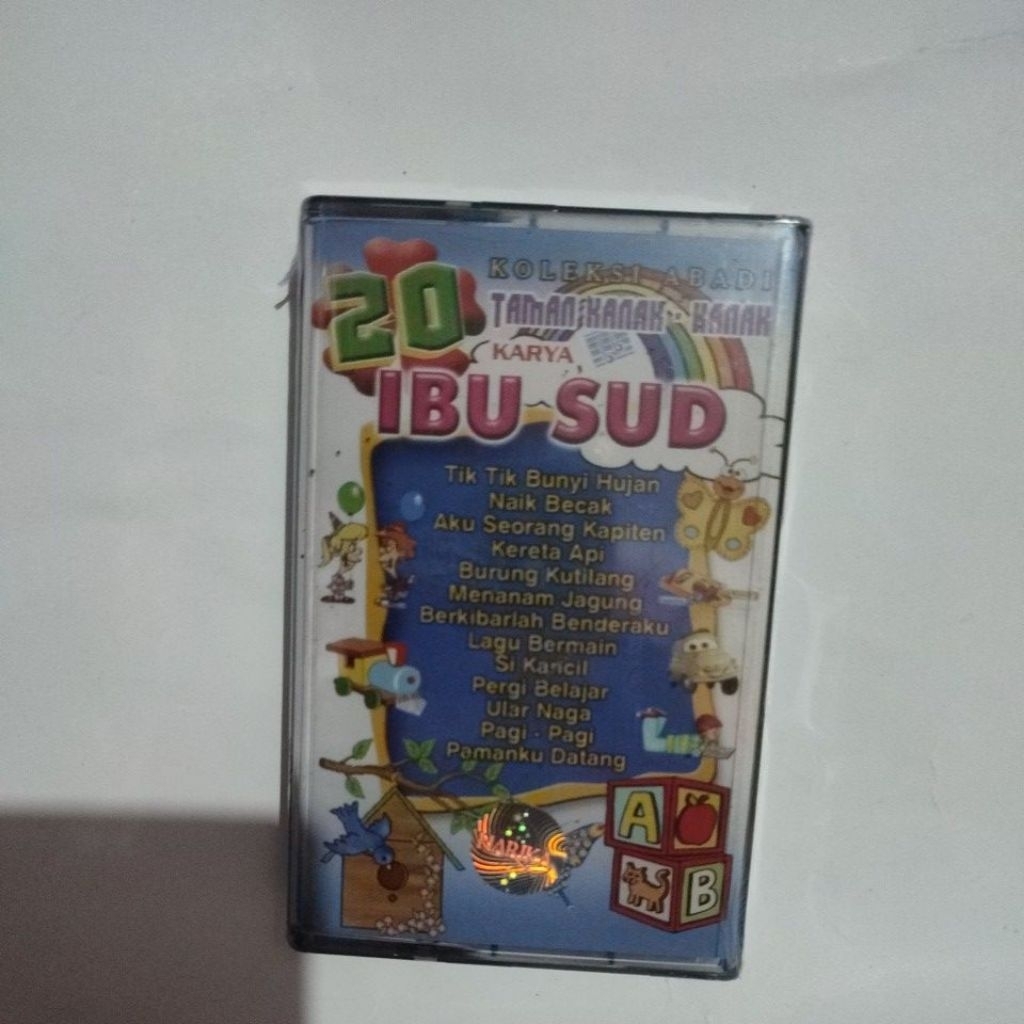 20
KOLEKSI ABADI
TAMAN KANAK - KANAK
KARYA
IBU SUD
Tik Tik Bunyi Hujan
Naik Becak
Aku Seorang Kapiten
Kereta Api
Burung Kutilang
Menanam Jagung
Berkibarlah Benderaku
Lagu Bermain
Si Kancil
Pergi Belajar
Ular Naga
Pagi - Pagi
Pamanku Datang
A
B